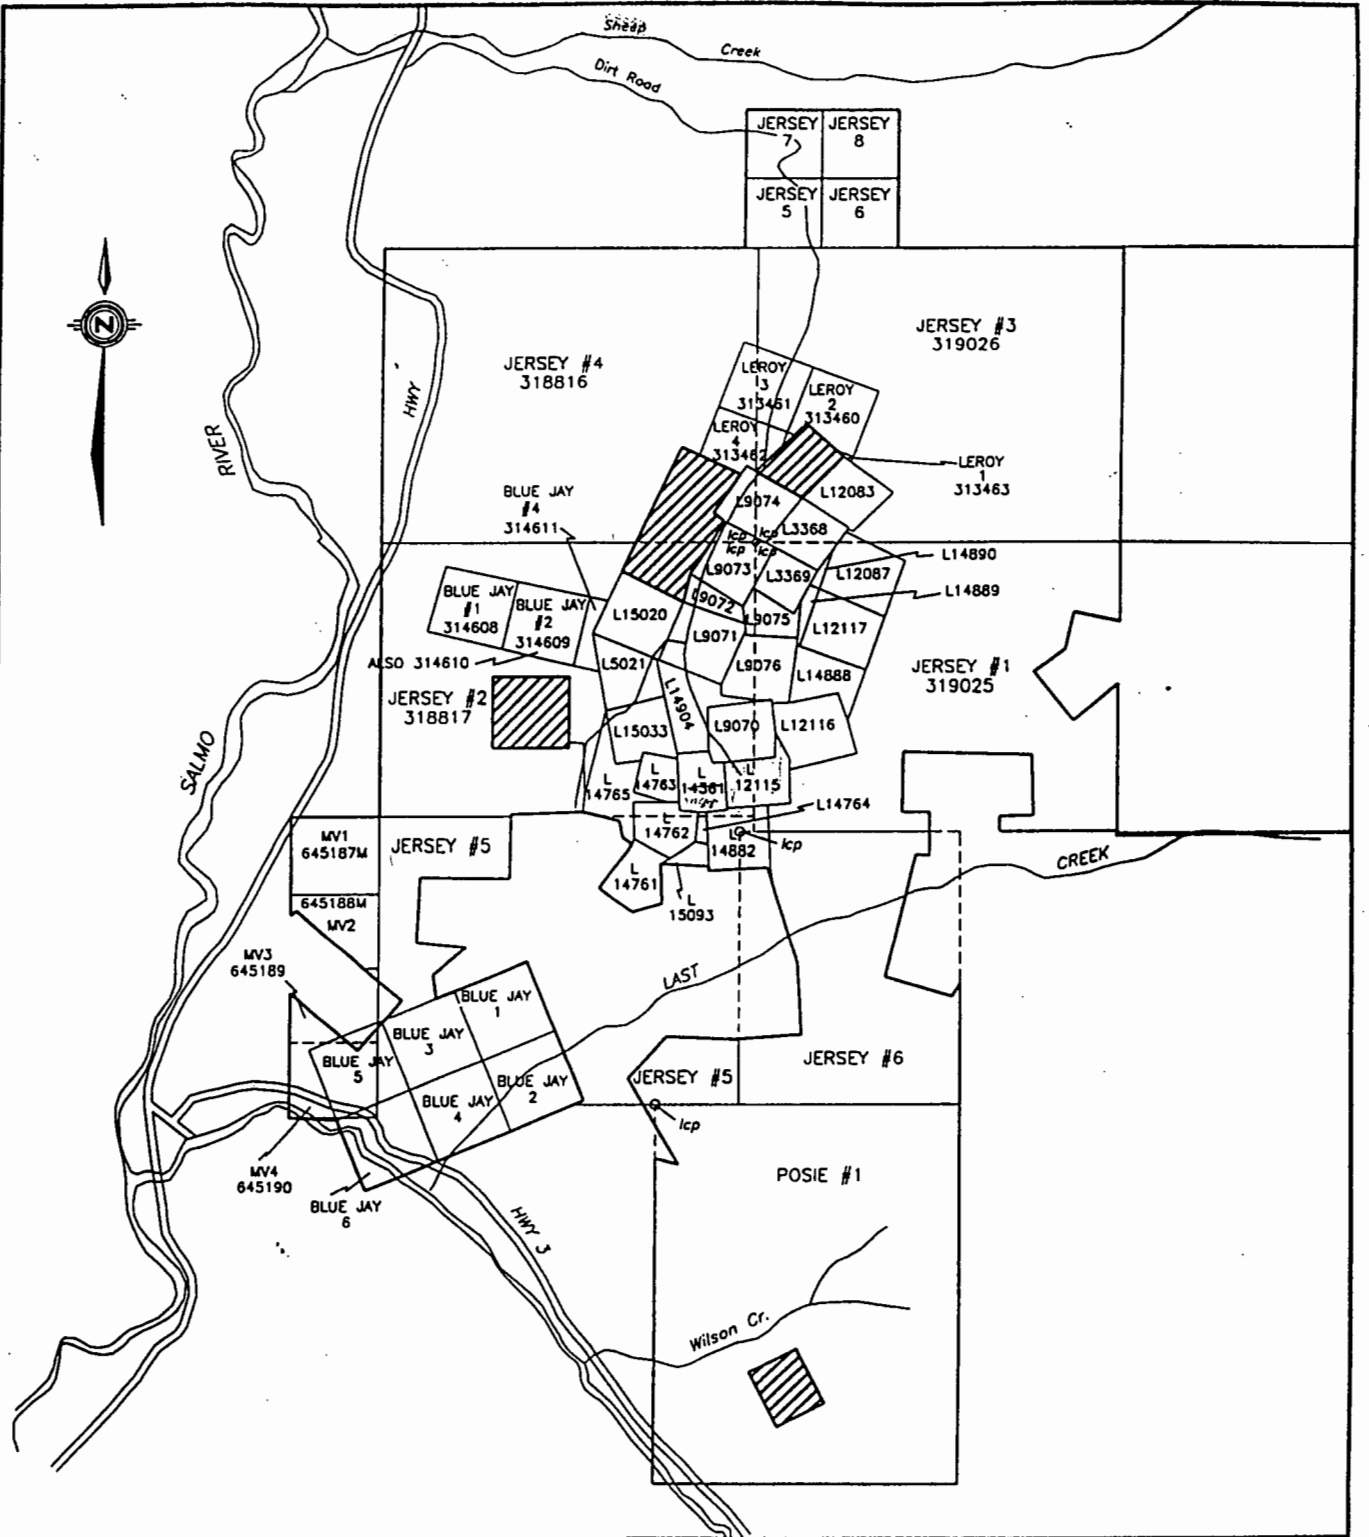 Sheep
Creek
Dirt Road
JERSEY
7
JERSEY
8
JERSEY
5
JERSEY
6
N
JERSEY #3
319026
JERSEY #4
318816
HWY
RIVER
LEROY
3
313461
LEROY
2
313460
LEROY
4
313462
LEROY
1
313463
L12083
L9074
L3368
BLUE JAY
#4
314611
lcp
lcp
lcp
lcp
L9073
L3369
L14890
L12087
L14889
BLUE JAY
#1
314608
BLUE JAY
#2
314609
L15020
L9072
L9075
L9071
L12117
ALSO 314610
L5021
L9076
L14888
JERSEY #1
319025
JERSEY #2
318817
L14904
L15033
L9070
L12116
SALMO
L
14765
L
14763
L
14361
L
12115
L14764
L
14762
L
14882
lcp
MV1
645187M
JERSEY #5
L
14761
L
15093
CREEK
645188M
MV2
MV3
645189
LAST
BLUE JAY
1
BLUE JAY
3
BLUE JAY
5
BLUE JAY
2
BLUE JAY
4
JERSEY #5
JERSEY #6
lcp
MV4
645190
BLUE JAY
6
POSIE #1
HWY 3
Wilson Cr.